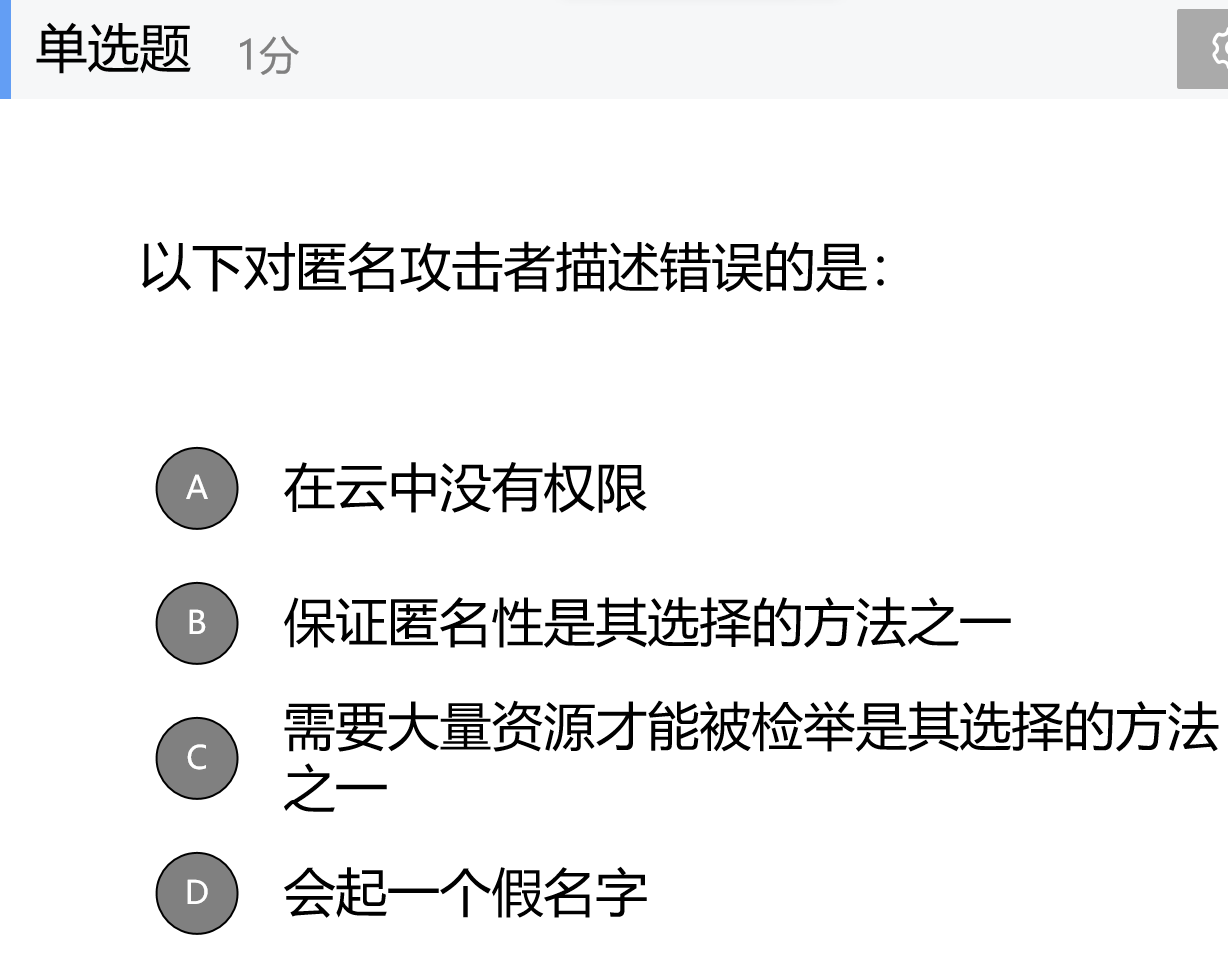 单选题 1分
以下对匿名攻击者描述错误的是：
A 在云中没有权限
B 保证匿名性是其选择的方法之一
C 需要大量资源才能被检举是其选择的方法
之一
D 会起一个假名字